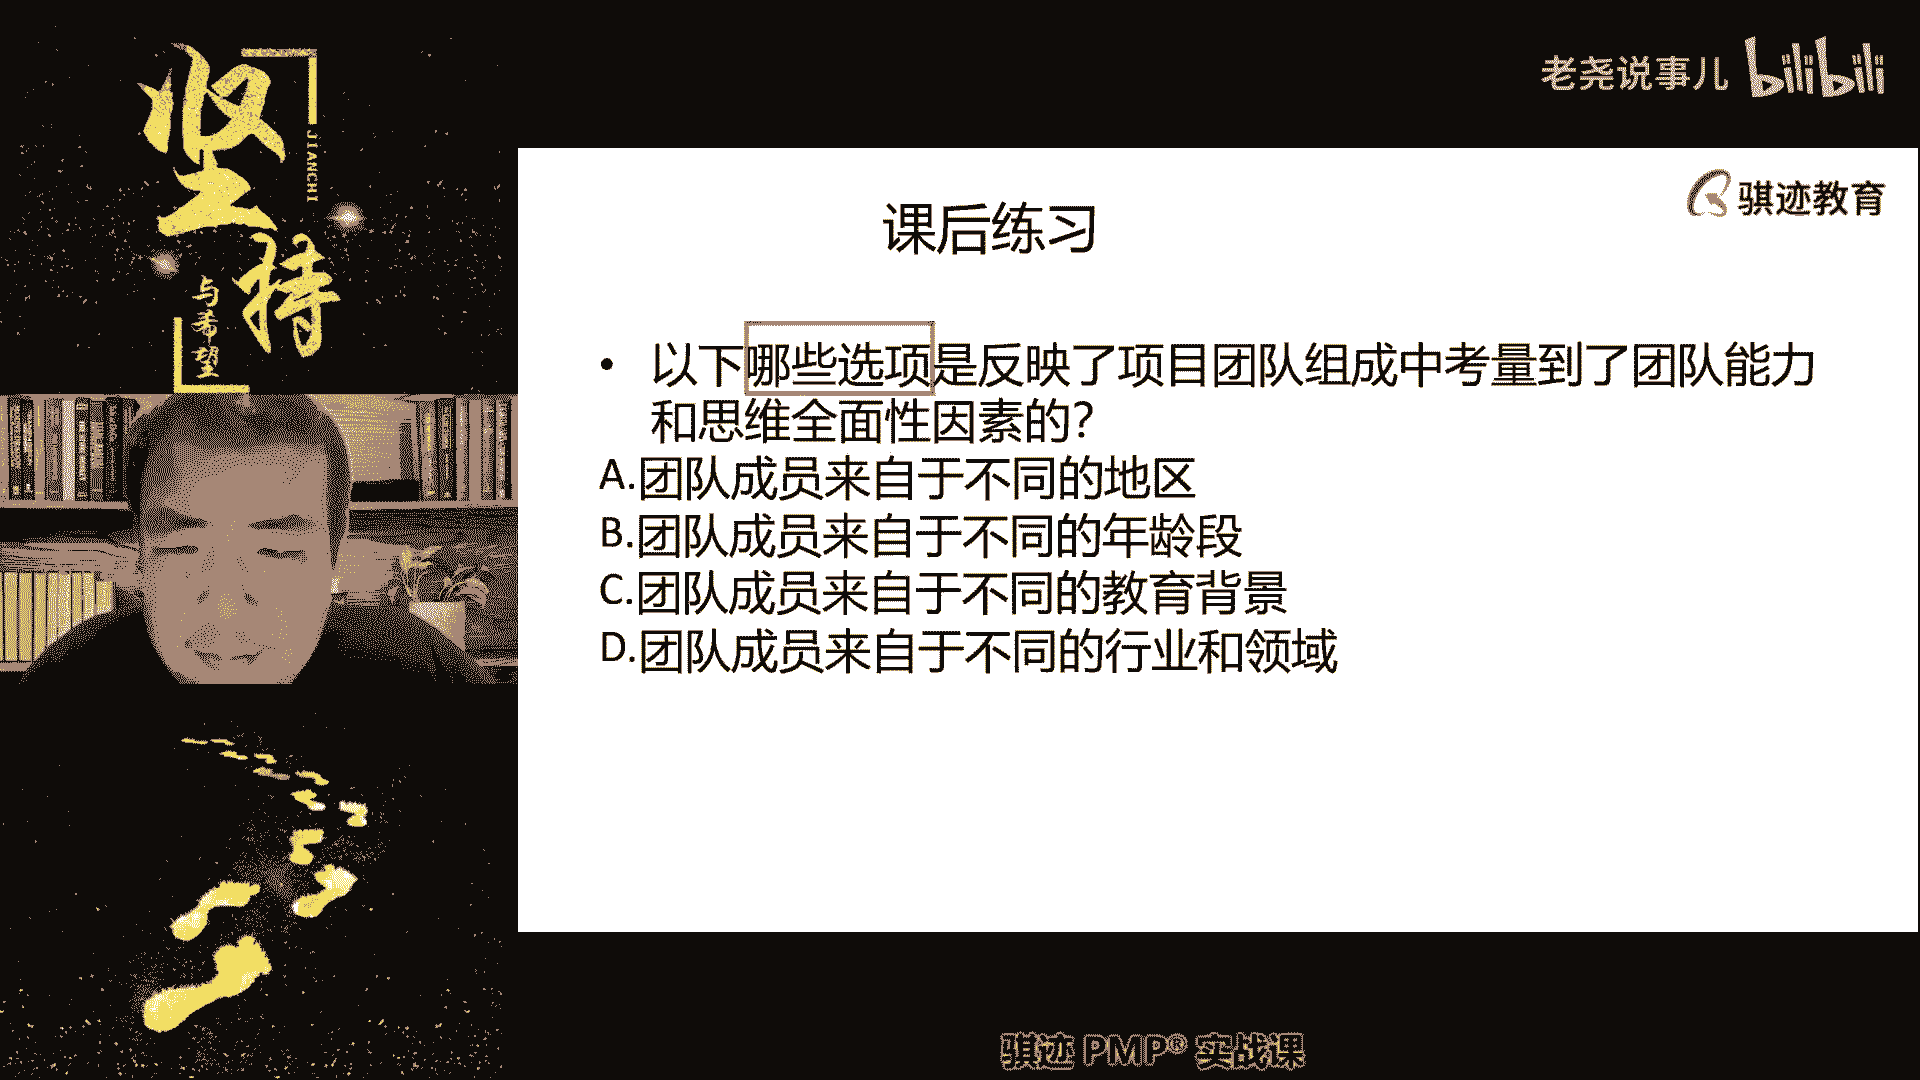 坚持
JIANCHI
与希望
老尧说事儿 bilibili
骐迹教育
课后练习
• 以下哪些选项是反映了项目团队组成中考量到了团队能力
和思维全面性因素的?
A.团队成员来自于不同的地区
B.团队成员来自于不同的年龄段
C.团队成员来自于不同的教育背景
D.团队成员来自于不同的行业和领域
骐迹 PMP® 实战课